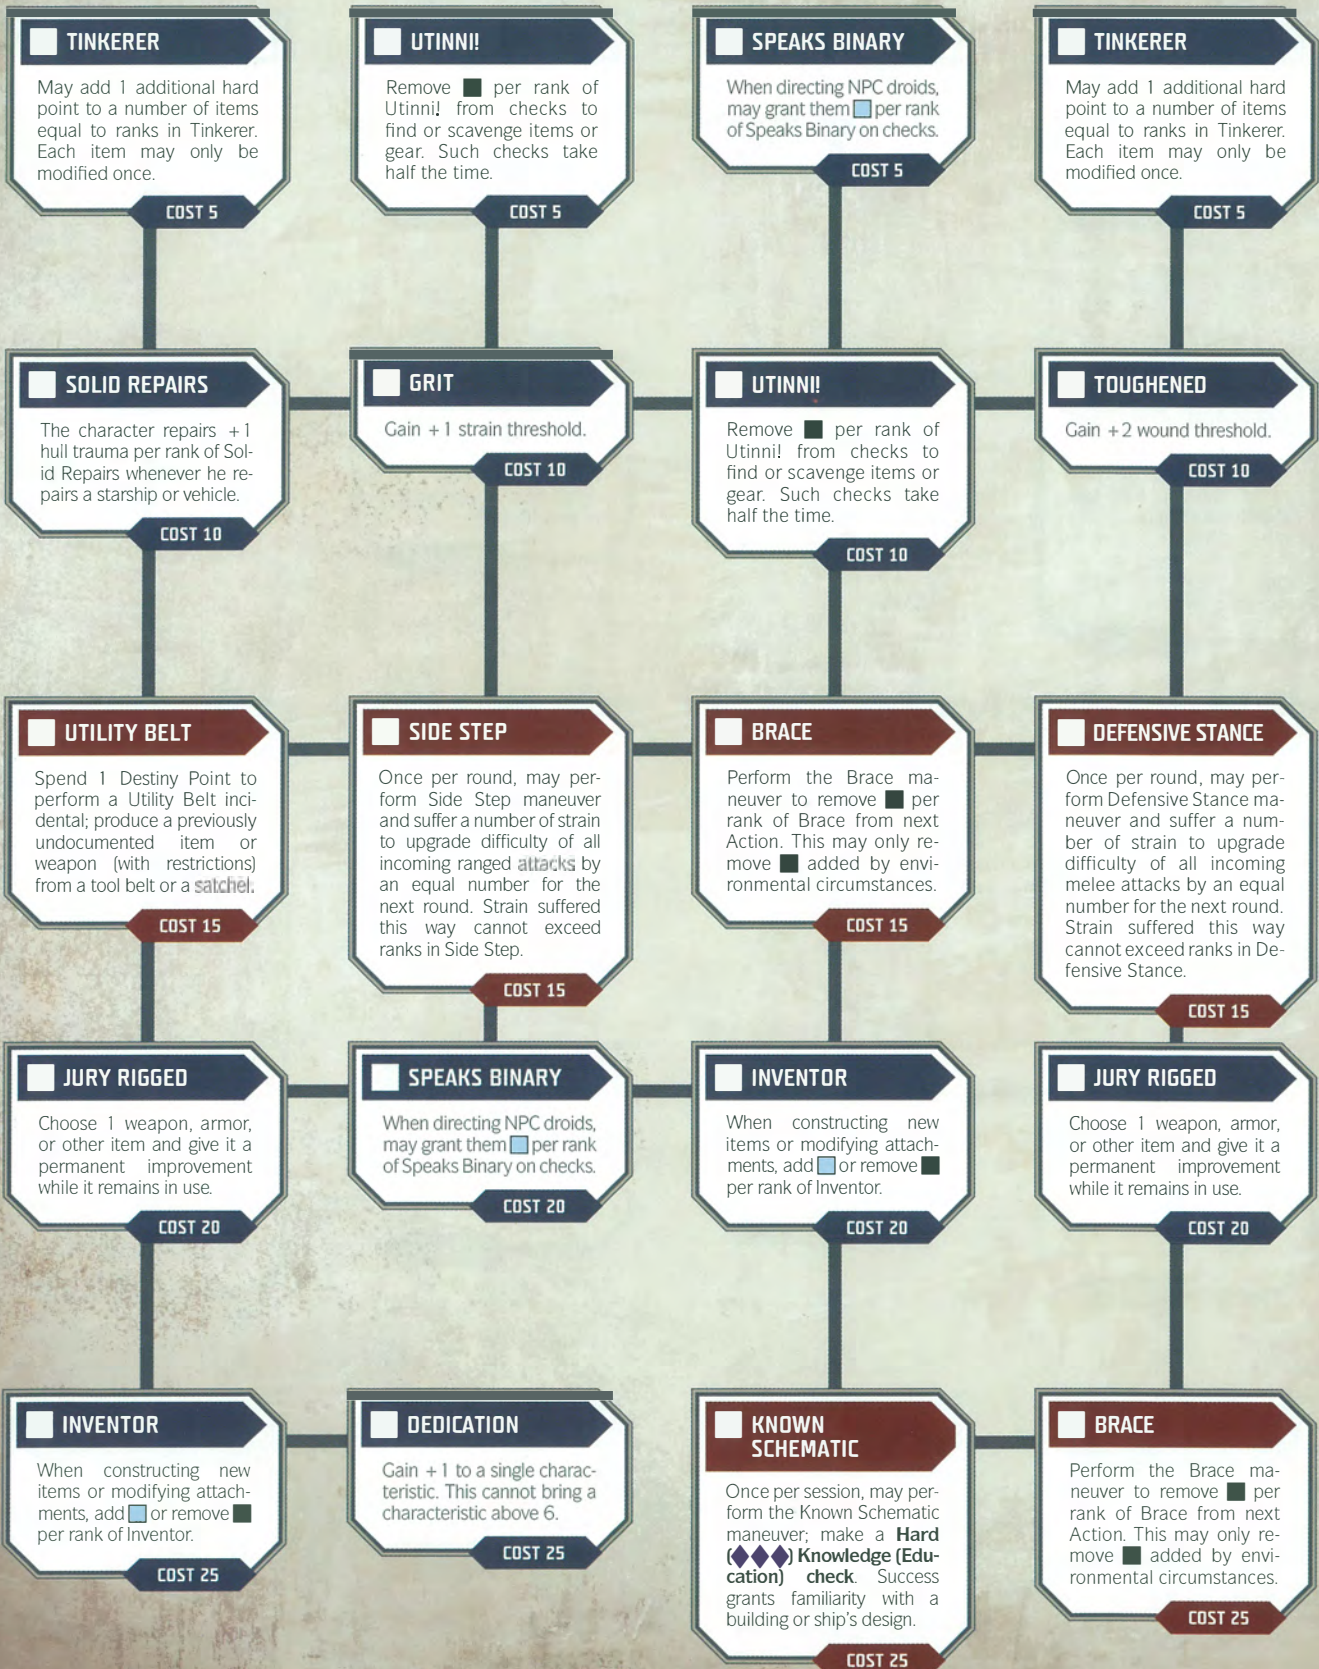 TINKERER
May add 1 additional hard
point to a number of items
equal to ranks in Tinkerer.
Each item may only be
modified once.
COST 5
UTINNI!
Remove per rank of
Utinni! from checks to
find or scavenge items or
gear. Such checks take
half the time.
COST 5
SPEAKS BINARY
When directing NPC droids,
may grant them per rank
of Speaks Binary on checks.
COST 5
TINKERER
May add 1 additional hard
point to a number of items
equal to ranks in Tinkerer.
Each item may only be
modified once.
COST 5
SOLID REPAIRS
The character repairs +1
hull trauma per rank of Sol-
id Repairs whenever he re-
pairs a starship or vehicle.
COST 10
GRIT
Gain +1 strain threshold.
COST 10
UTINNI!
Remove per rank of
Utinni! from checks to
find or scavenge items or
gear. Such checks take
half the time.
COST 10
TOUGHENED
Gain +2 wound threshold.
COST 10
UTILITY BELT
Spend 1 Destiny Point to
perform a Utility Belt inci-
dental; produce a previously
undocumented item or
weapon (with restrictions)
from a tool belt or a satchel.
COST 15
SIDE STEP
Once per round, may per-
form Side Step maneuver
and suffer a number of strain
to upgrade difficulty of all
incoming ranged attacks by
an equal number for the
next round. Strain suffered
this way cannot exceed
ranks in Side Step.
COST 15
BRACE
Perform the Brace ma-
neuver to remove per
rank of Brace from next
Action. This may only re-
move added by envi-
ronmental circumstances.
COST 15
DEFENSIVE STANCE
Once per round, may per-
form Defensive Stance ma-
neuver and suffer a num-
ber of strain to upgrade
difficulty of all incoming
melee attacks by an equal
number for the next round.
Strain suffered this way
cannot exceed ranks in De-
fensive Stance.
COST 15
JURY RIGGED
Choose 1 weapon, armor,
or other item and give it a
permanent improvement
while it remains in use.
COST 20
SPEAKS BINARY
When directing NPC droids,
may grant them per rank
of Speaks Binary on checks.
COST 20
INVENTOR
When constructing new
items or modifying attach-
ments, add or remove
per rank of Inventor.
COST 20
JURY RIGGED
Choose 1 weapon, armor,
or other item and give it a
permanent improvement
while it remains in use.
COST 20
INVENTOR
When constructing new
items or modifying attach-
ments, add or remove
per rank of Inventor.
COST 25
DEDICATION
Gain +1 to a single charac-
teristic. This cannot bring a
characteristic above 6.
COST 25
KNOWN
SCHEMATIC
Once per session, may per-
form the Known Schematic
maneuver; make a Hard
(◆◆◆) Knowledge (Edu-
cation) check. Success
grants familiarity with a
building or ship's design.
COST 25
BRACE
Perform the Brace ma-
neuver to remove per
rank of Brace from next
Action. This may only re-
move added by envi-
ronmental circumstances.
COST 25